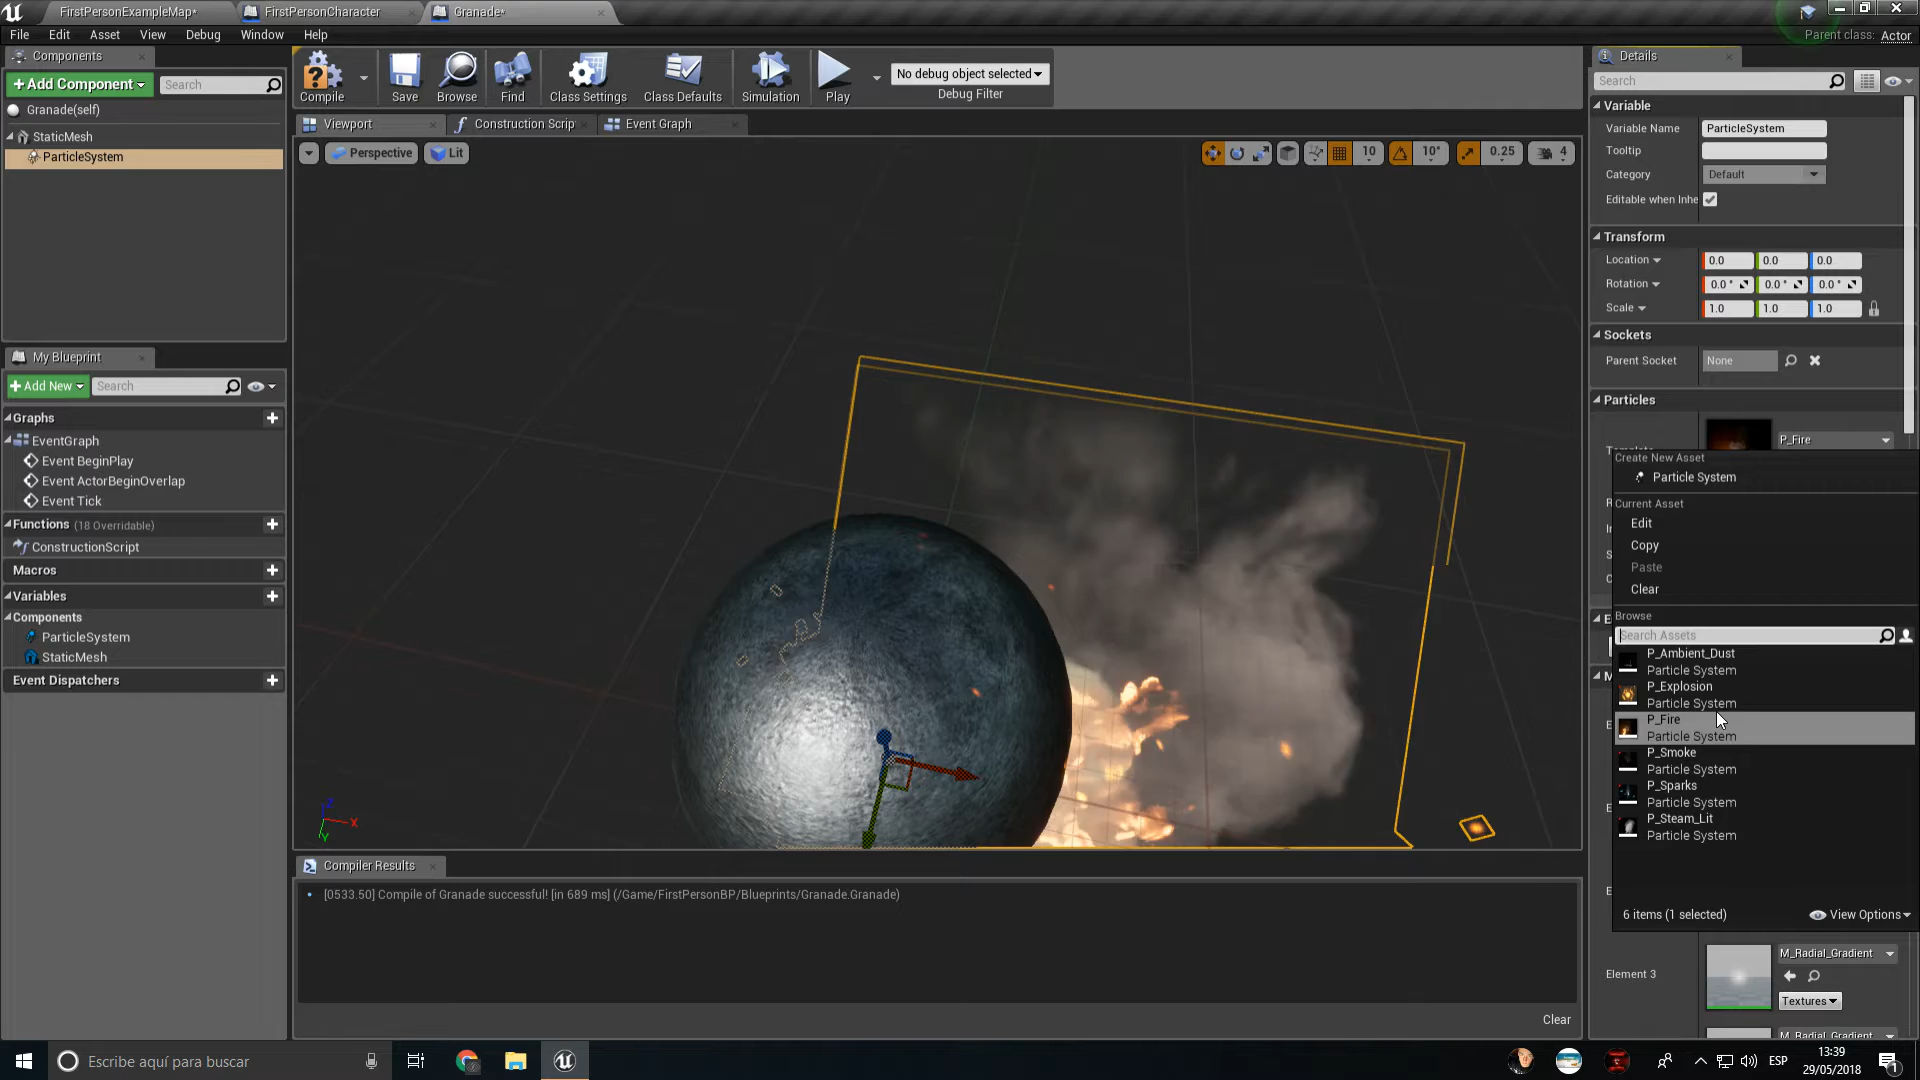 FirstPersonExampleMap*
FirstPersonCharacter
Granade*
File Edit Asset View Debug Window Help
Parent class: Actor
Components
+Add Component
Search
Granade(self)
StaticMesh
ParticleSystem
Compile
Save
Browse
Find
Class Settings
Class Defaults
Simulation
Play
No debug object selected
Debug Filter
Viewport
Construction Scrip
Event Graph
Perspective
Lit
10
10°
0.25
4
My Blueprint
+Add New
Search
Graphs
EventGraph
Event BeginPlay
Event ActorBeginOverlap
Event Tick
Functions (18 Overridable)
ConstructionScript
Macros
Variables
Components
ParticleSystem
StaticMesh
Event Dispatchers
Z
X
Y
Compiler Results
[0533.50] Compile of Granade successful! [in 689 ms] (/Game/FirstPersonBP/Blueprints/Granade.Granade)
Clear
Details
Search
Variable
Variable Name ParticleSystem
Tooltip
Category Default
Editable when Inhe
Transform
Location 0.0 0.0 0.0
Rotation 0.0° 0.0° 0.0°
Scale 1.0 1.0 1.0
Sockets
Parent Socket None
Particles
P_Fire
Create New Asset
Particle System
Current Asset
Edit
Copy
Paste
Clear
Browse
Search Assets
P_Ambient_Dust
Particle System
P_Explosion
Particle System
P_Fire
Particle System
P_Smoke
Particle System
P_Sparks
Particle System
P_Steam_Lit
Particle System
6 items (1 selected)
View Options
Element 3
M_Radial_Gradient
Textures
M_Radial_Gradient
Escribe aquí para buscar
ESP
13:39
29/05/2018
1